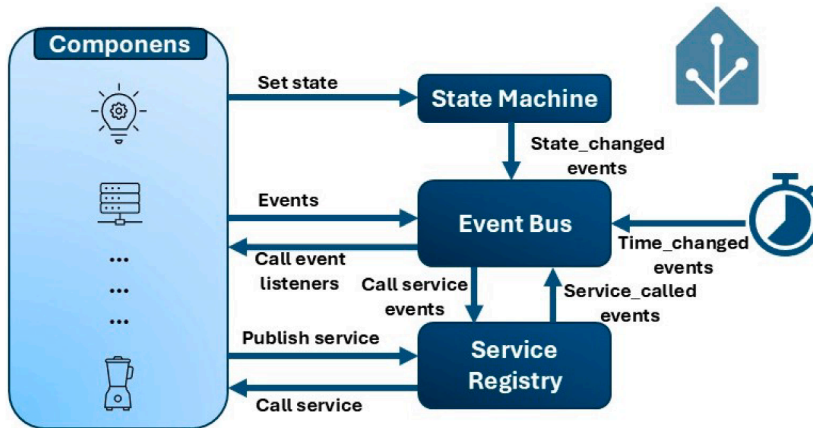 Componens
Set state
State Machine
State_changed
events
Events
Event Bus
Time_changed
events
Call event
listeners
Call service
events
Service_called
events
Publish service
Service
Registry
Call service